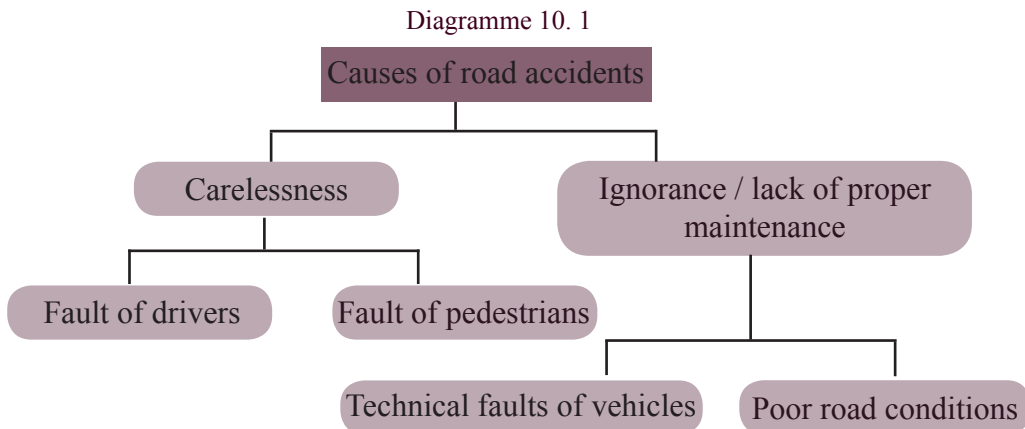 Diagramme 10. 1
Causes of road accidents
Carelessness
Ignorance / lack of proper
maintenance
Fault of drivers
Fault of pedestrians
Technical faults of vehicles
Poor road conditions